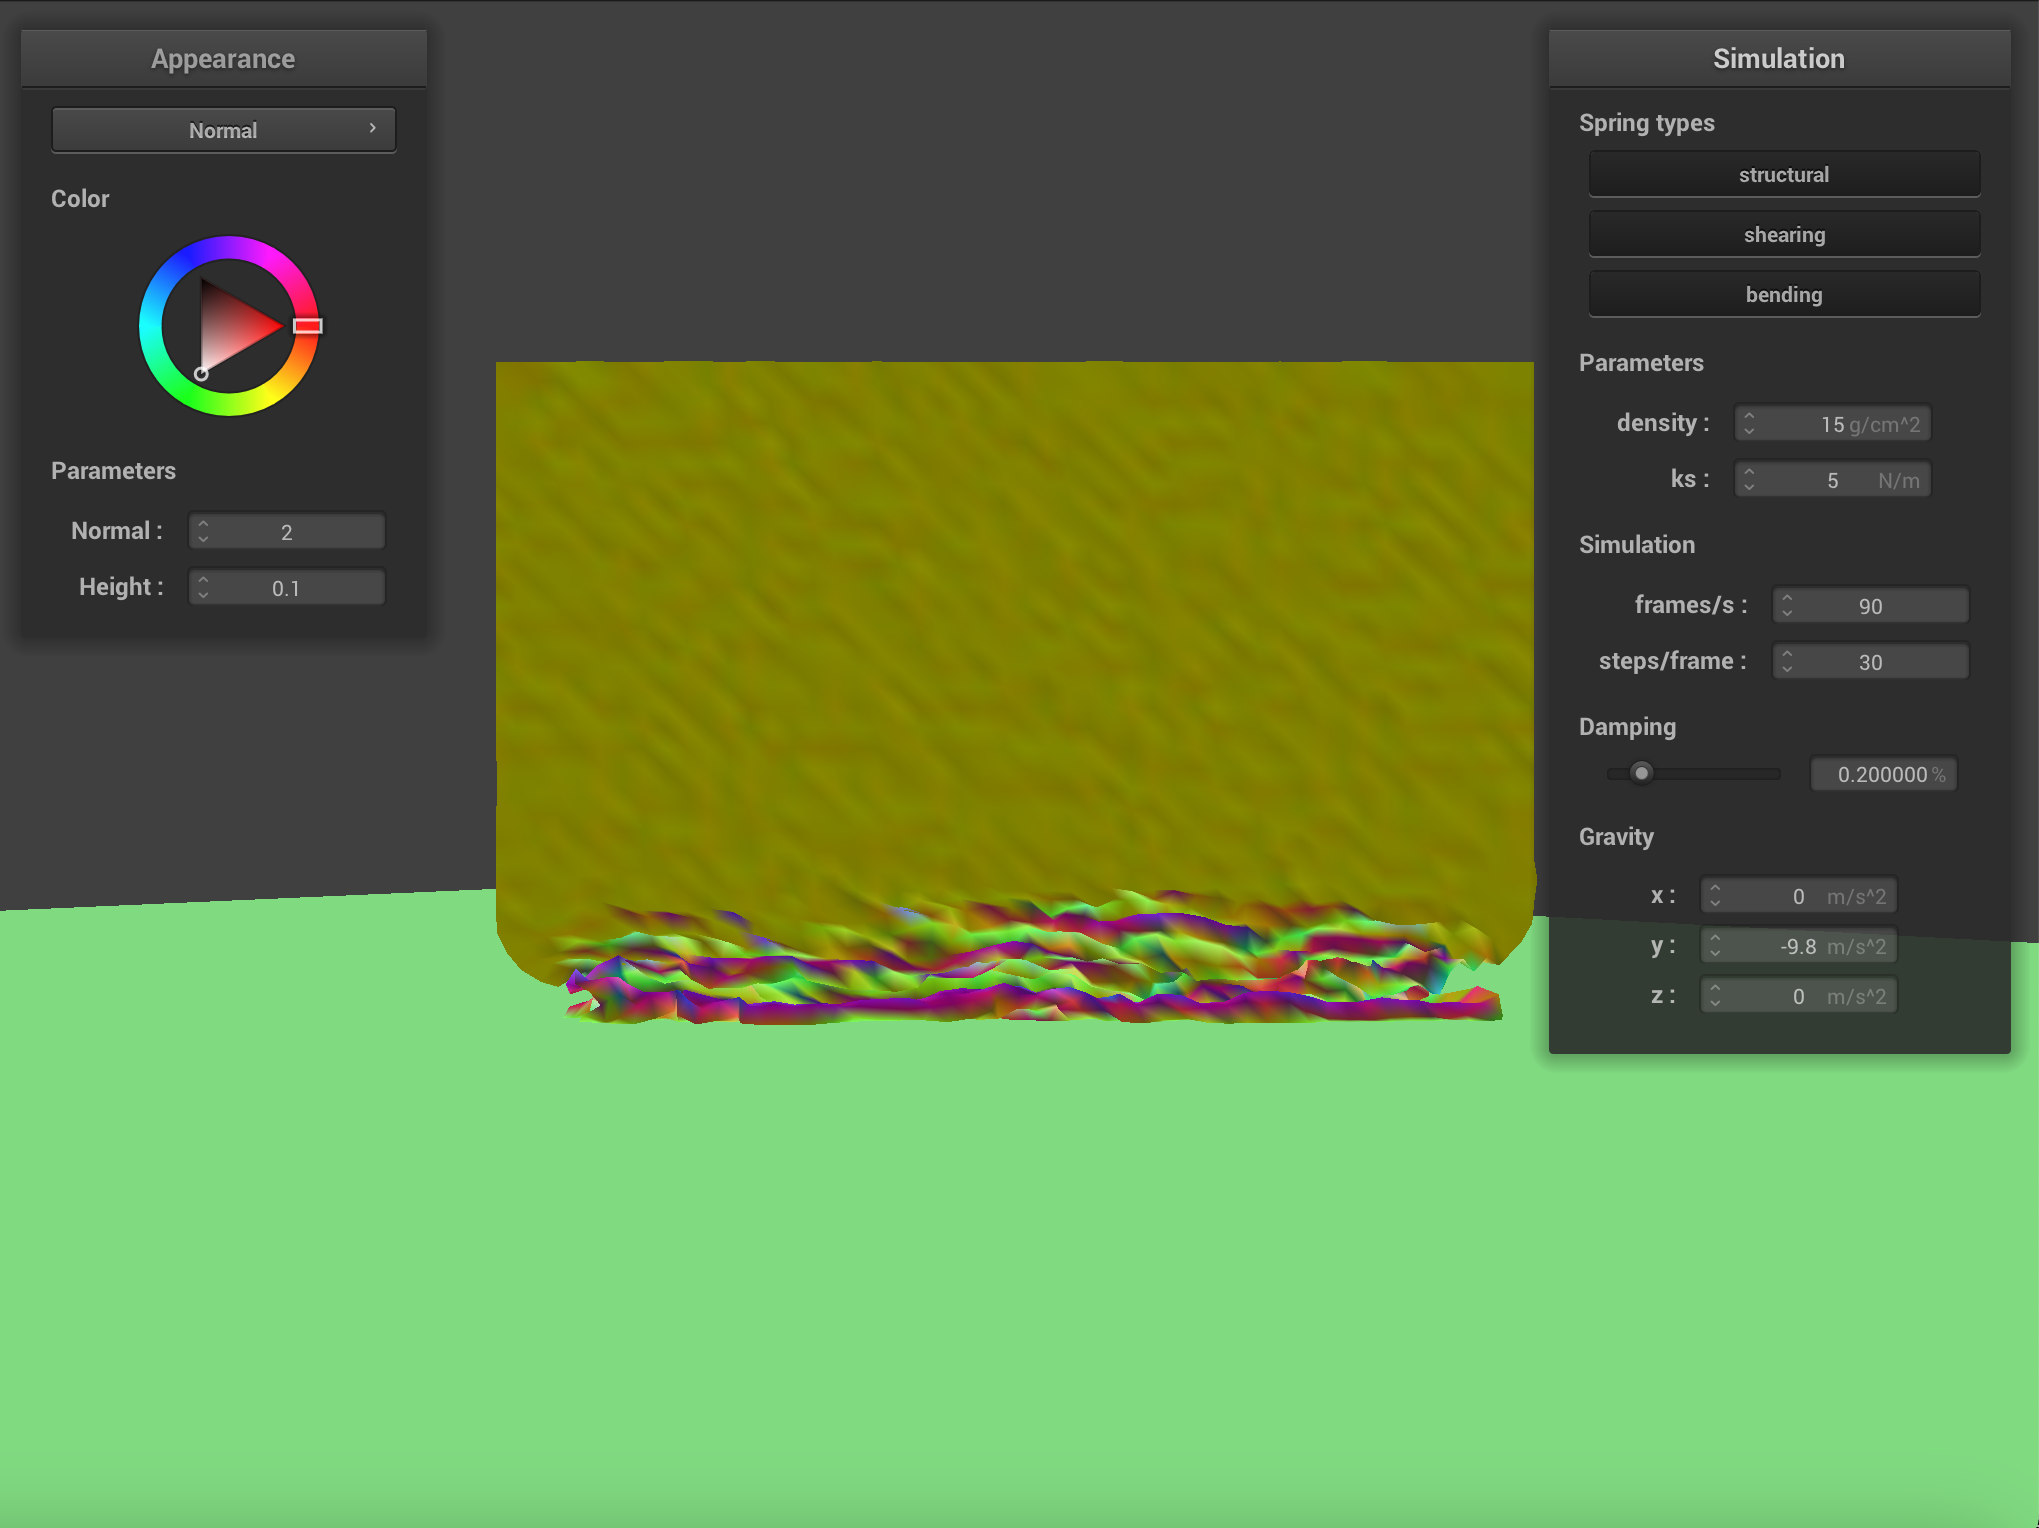 Appearance
Normal
Color
Parameters
Normal : 2
Height : 0.1
Simulation
Spring types
structural
shearing
bending
Parameters
density : 15 g/cm^2
ks : 5 N/m
Simulation
frames/s : 90
steps/frame : 30
Damping
0.200000 %
Gravity
x : 0 m/s^2
y : -9.8 m/s^2
z : 0 m/s^2